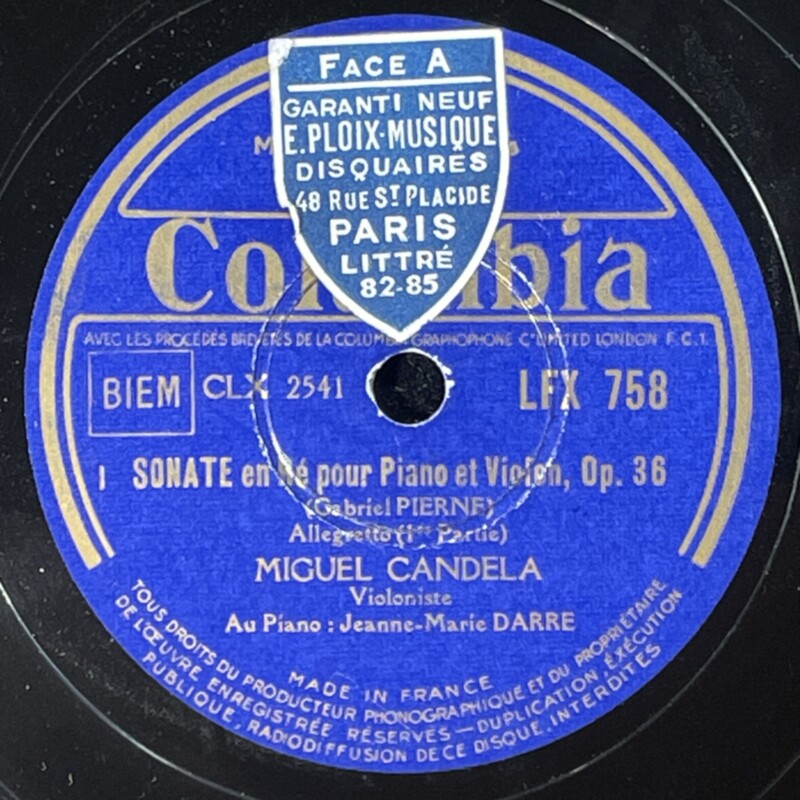 FACE A
GARANTI NEUF
E. PLOIX-MUSIQUE
DISQUAIRES
48 RUE ST PLACIDE
PARIS
LITTRÉ
82-85
Columbia
AVEC LES PROCÉDÉS BREVETÉS DE LA COLUMBIA GRAPHOPHONE Cº LIMITED LONDON F.C.1.
BIEM CLX 2541 LFX 758
1 SONATE en Ré pour Piano et Violon, Op. 36
(Gabriel PIERNÉ)
Allegretto (1re Partie)
MIGUEL CANDELA
Violoniste
Au Piano : Jeanne-Marie DARRE
MADE IN FRANCE
TOUS DROITS DU PRODUCTEUR PHONOGRAPHIQUE ET DU PROPRIÉTAIRE
DE L'ŒUVRE ENREGISTRÉE RÉSERVÉS — DUPLICATION EXÉCUTION
PUBLIQUE, RADIODIFFUSION DE CE DISQUE, INTERDITES